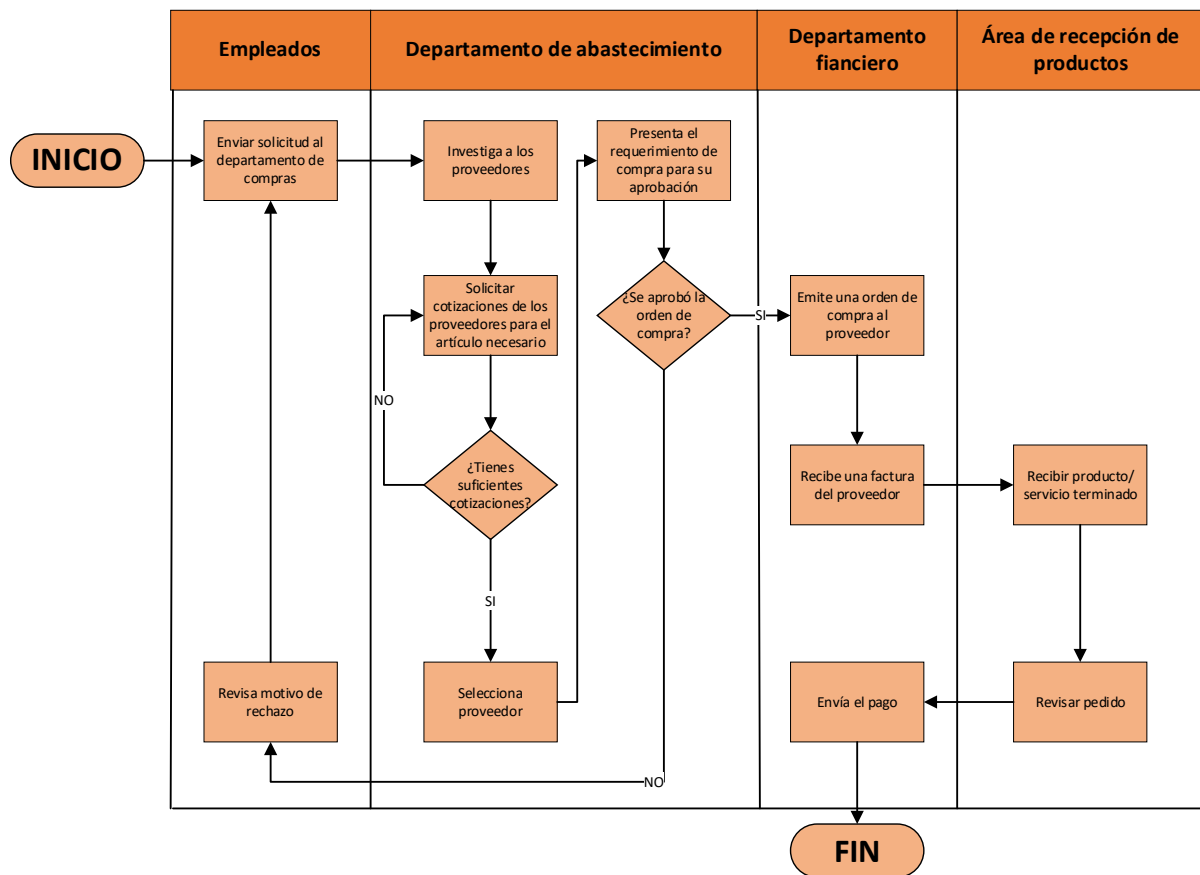 Empleados
Departamento de abastecimiento
Departamento
fianciero
Área de recepción de
productos
INICIO
Enviar solicitud al
departamento de
compras
Investiga a los
proveedores
Presenta el
requerimiento de
compra para su
aprobación
Solicitar
cotizaciones de los
proveedores para el
artículo necesario
¿Se aprobó la
orden de
compra?
SI
Emite una orden de
compra al
proveedor
NO
¿Tienes
suficientes
cotizaciones?
Recibe una factura
del proveedor
Recibir producto/
servicio terminado
SI
Revisa motivo de
rechazo
Selecciona
proveedor
Envía el pago
Revisar pedido
NO
FIN